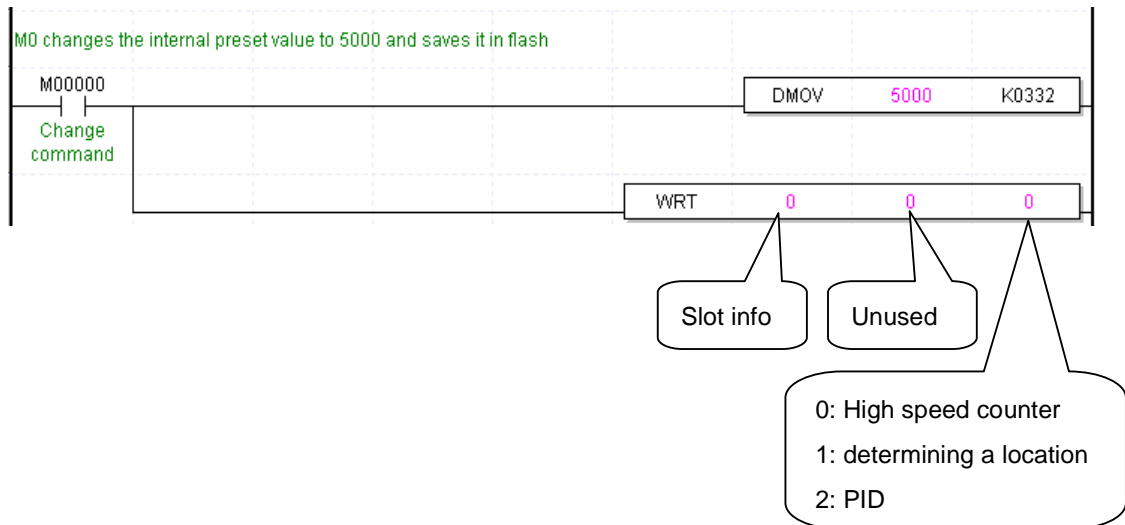 M0 changes the internal preset value to 5000 and saves it in flash
M00000
DMOV 5000 K0332
Change
command
WRT 0 0 0
Slot info
Unused
0: High speed counter
1: determining a location
2: PID